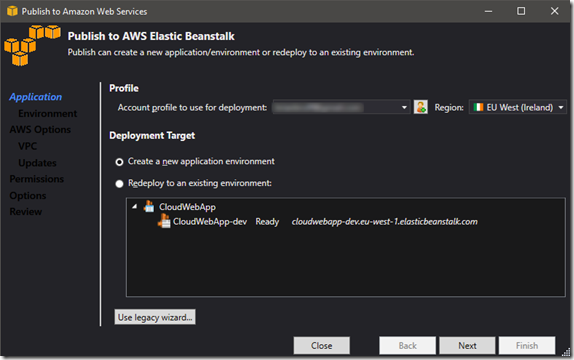 Publish to Amazon Web Services
Publish to AWS Elastic Beanstalk
Publish can create a new application/environment or redeploy to an existing environment.
Application
Environment
AWS Options
VPC
Updates
Permissions
Options
Review
Profile
Account profile to use for deployment:
Region:
EU West (Ireland)
Deployment Target
Create a new application environment
Redeploy to an existing environment:
CloudWebApp
CloudWebApp-dev Ready cloudwebapp-dev.eu-west-1.elasticbeanstalk.com
Use legacy wizard...
Close
Back
Next
Finish